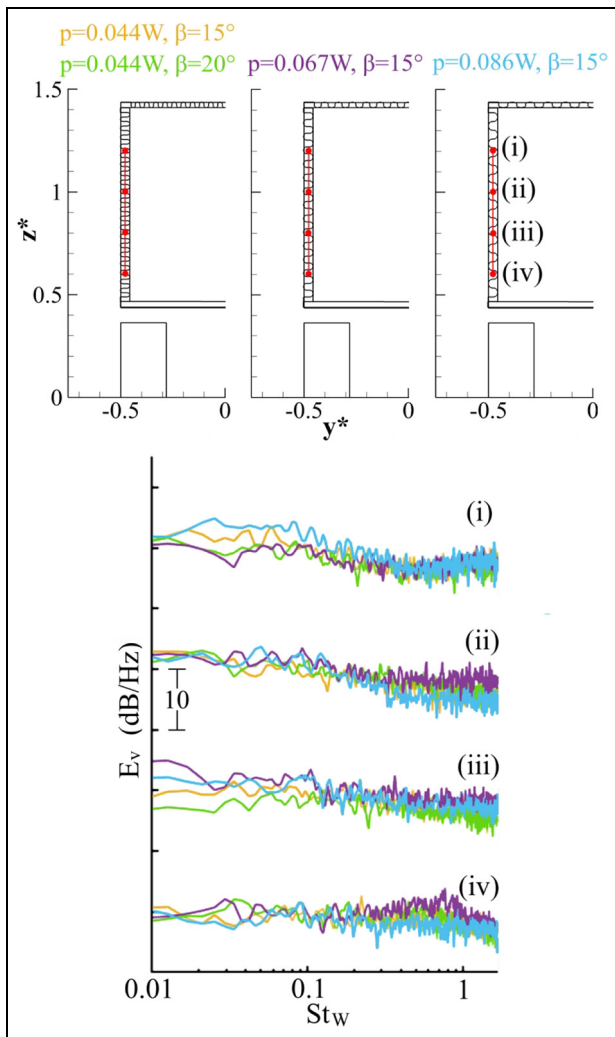 p=0.044W, β=15°
p=0.044W, β=20° p=0.067W, β=15° p=0.086W, β=15°
1.5
1
0.5
0
z*
(i)
(ii)
(iii)
(iv)
-0.5 0 -0.5 0 -0.5 0
y*
(i)
(ii)
(iii)
(iv)
10
E_v (dB/Hz)
0.01 0.1 1
St_W